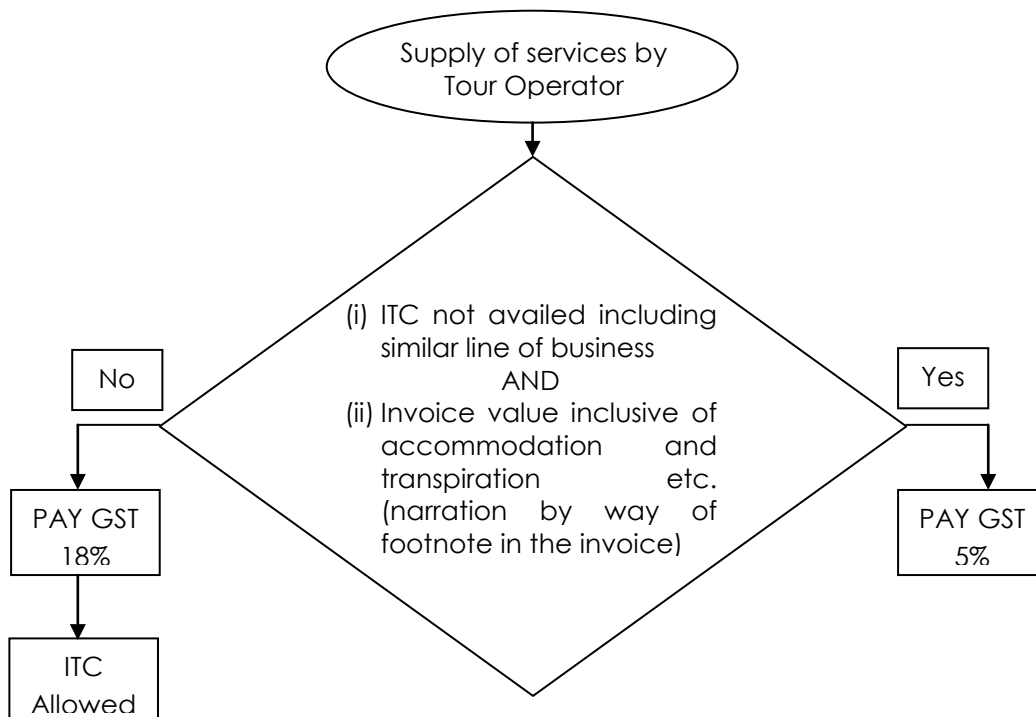 Supply of services by
Tour Operator
(i) ITC not availed including
similar line of business
AND
(ii) Invoice value inclusive of
accommodation and
transpiration etc.
(narration by way of
footnote in the invoice)
No
Yes
PAY GST
18%
PAY GST
5%
ITC
Allowed